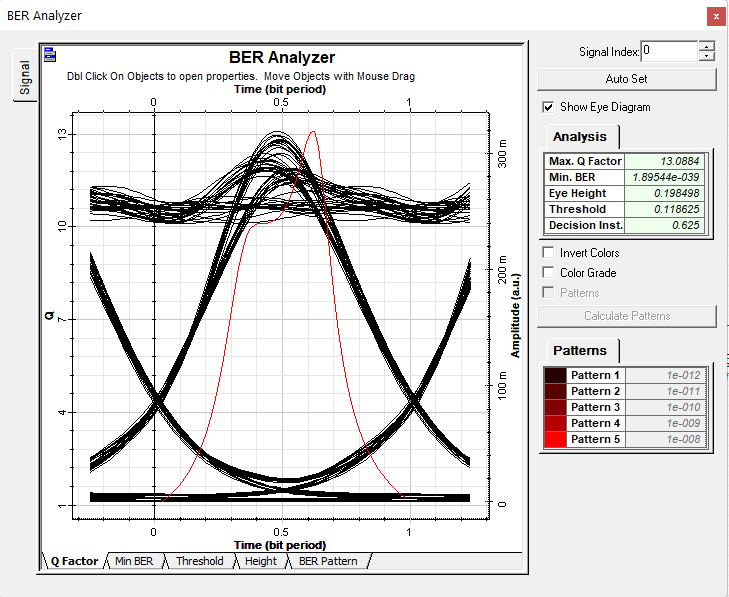 BER Analyzer
x
Signal
BER Analyzer
Dbl Click On Objects to open properties. Move Objects with Mouse Drag
Time (bit period)
0 0.5 1
13
10
7
4
1
Q
300 m
200 m
100 m
0
Amplitude (a.u.)
0 0.5 1
Time (bit period)
Q Factor Min BER Threshold Height BER Pattern
Signal Index: 0
Auto Set
Show Eye Diagram
Analysis
Max. Q Factor 13.0884
Min. BER 1.89544e-039
Eye Height 0.198498
Threshold 0.118625
Decision Inst. 0.625
Invert Colors
Color Grade
Patterns
Calculate Patterns
Patterns
Pattern 1 1e-012
Pattern 2 1e-011
Pattern 3 1e-010
Pattern 4 1e-009
Pattern 5 1e-008